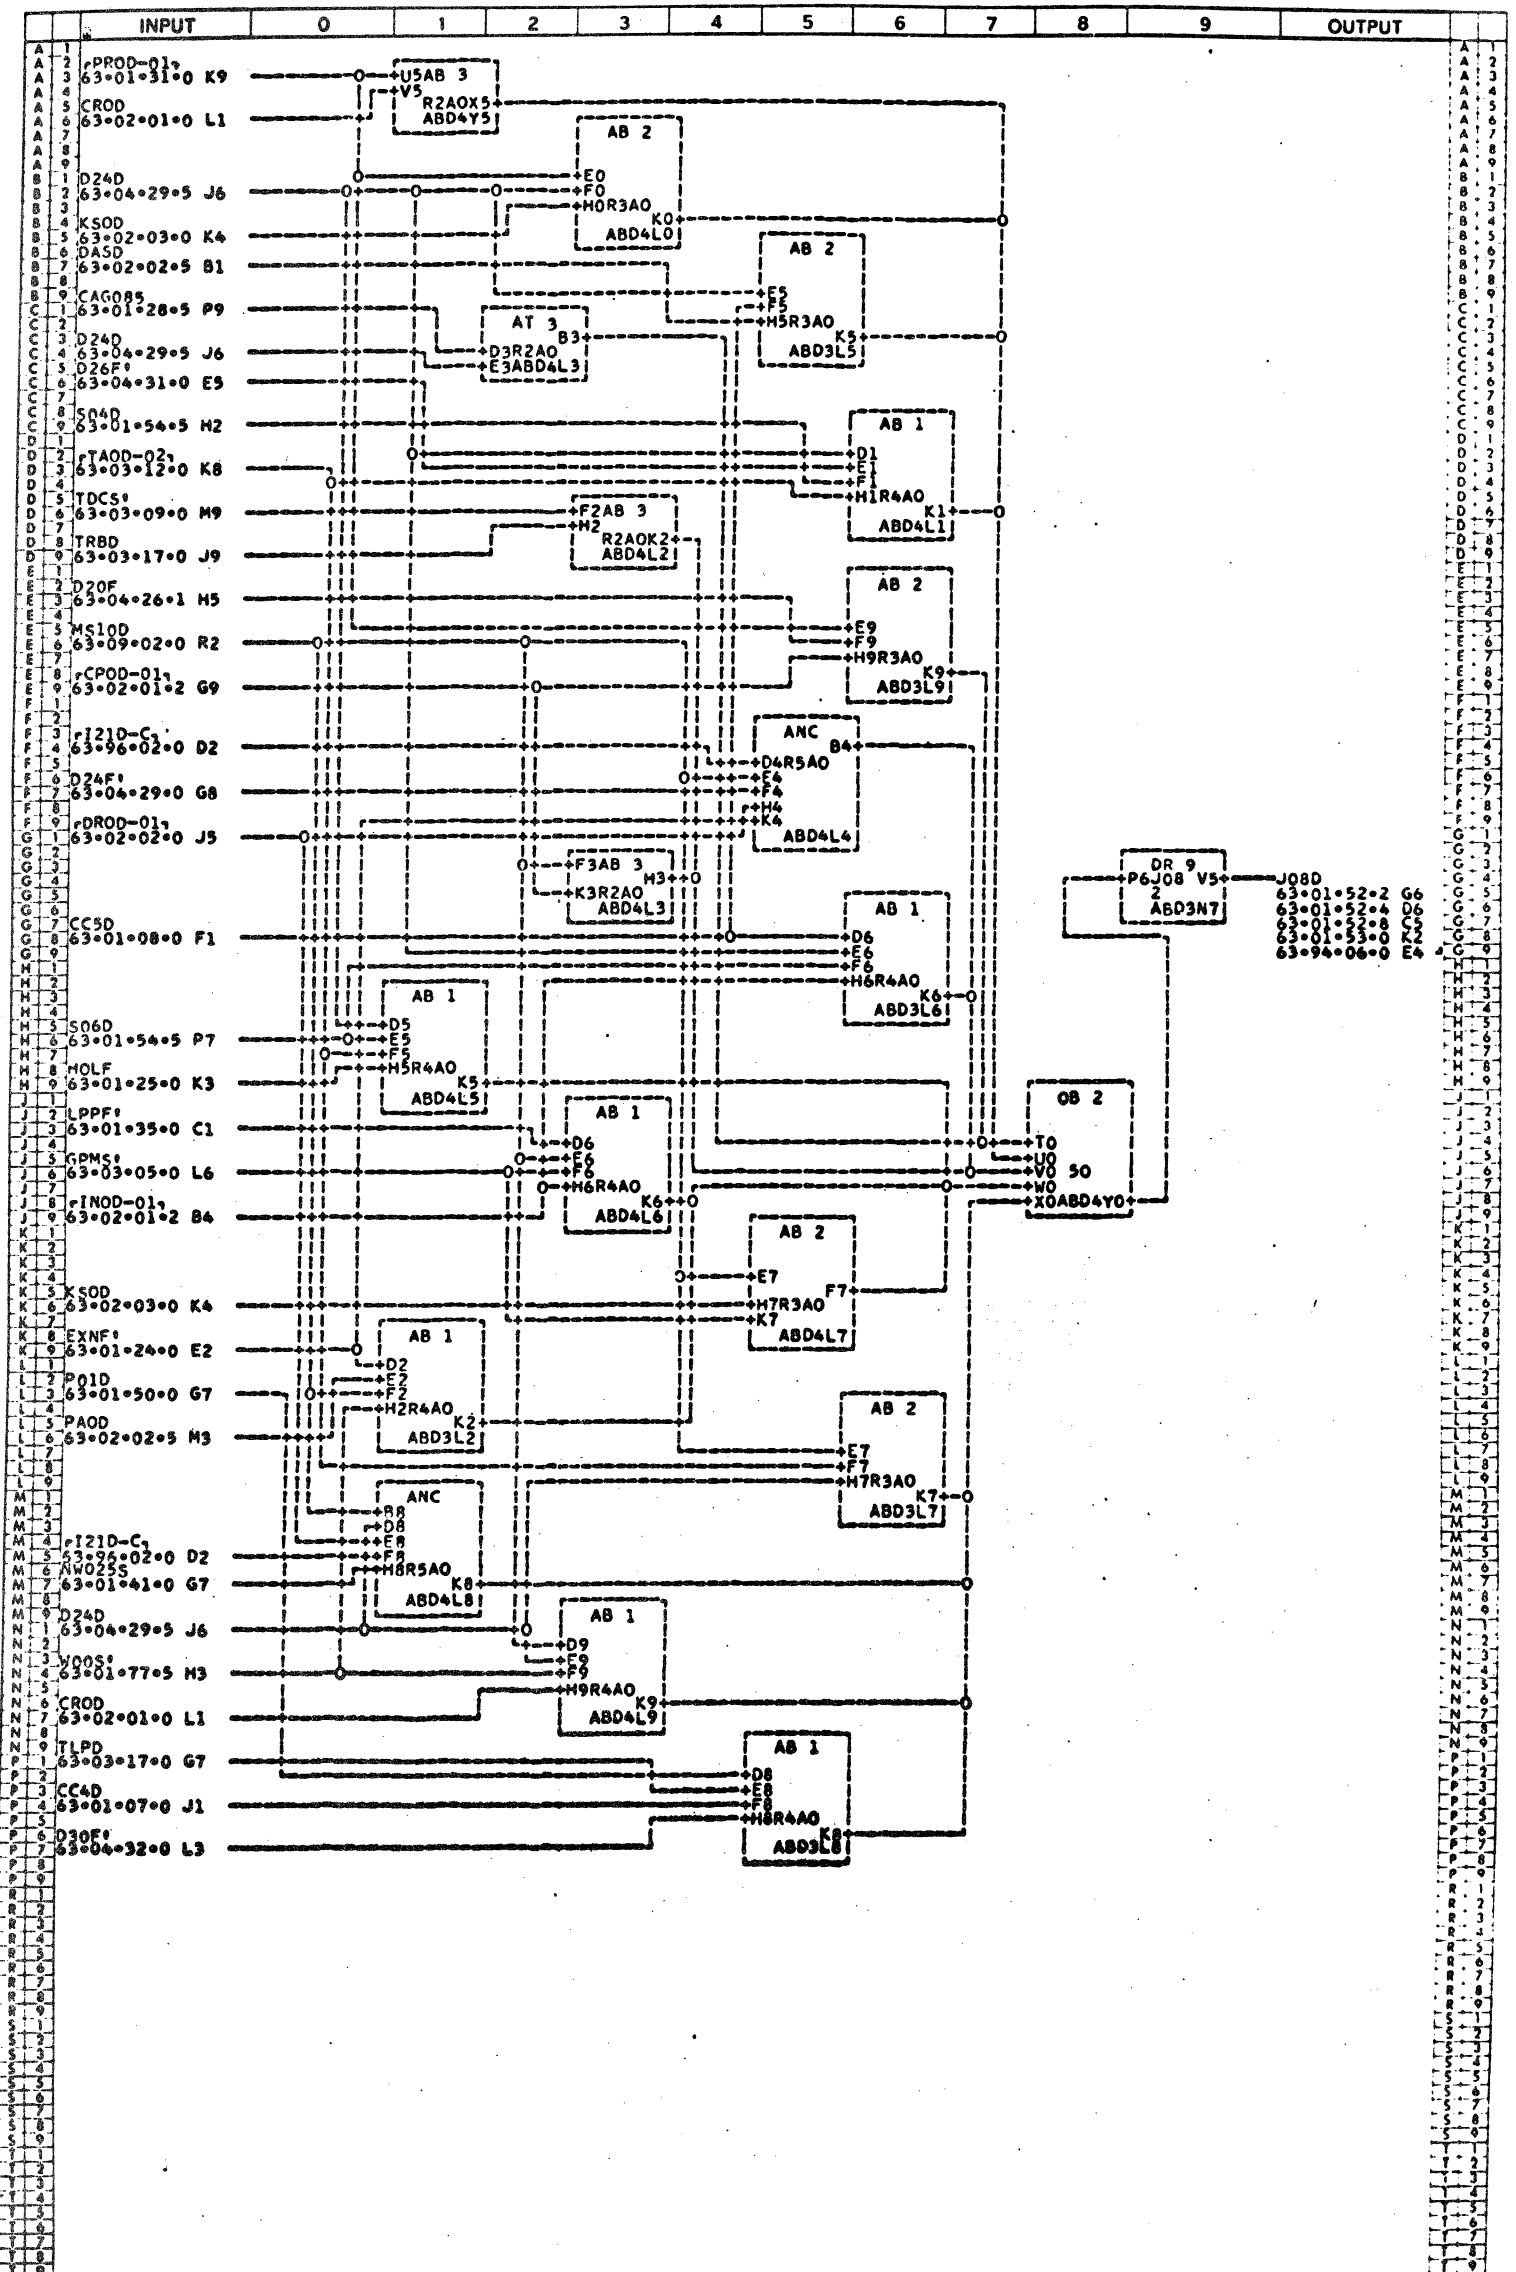 INPUT 0 1 2 3 4 5 6 7 8 9 OUTPUT
PROD-01
63•01•31•0 K9
U5AB 3
V5
R2A0X5
ABD4Y5
CROD
63•02•01•0 L1
AB 2
E0
F0
H0R3A0
K0
ABD4L0
D24D
63•04•29•5 J6
KSOD
63•02•03•0 K4
DASD
63•02•02•5 B1
AB 2
E5
F5
H5R3A0
K5
ABD3L5
CAG085
63•01•28•5 P9
AT 3
B3
D3R2A0
E3ABD4L3
D24D
63•04•29•5 J6
D26F'
63•04•31•0 E5
S04D
63•01•54•5 H2
AB 1
D1
E1
F1
H1R4A0
K1
ABD4L1
TAOD-02
63•03•12•0 K8
TDCS'
63•03•09•0 M9
F2AB 3
H2
R2A0K2
ABD4L2
TRBD
63•03•17•0 J9
D20F
63•04•26•1 H5
AB 2
E9
F9
H9R3A0
K9
ABD3L9
MS10D
63•09•02•0 R2
CPOD-01
63•02•01•2 G9
I21D-C
63•96•02•0 D2
ANC
B4
D4R5A0
E4
F4
H4
K4
ABD4L4
D24F'
63•04•29•0 G8
DROD-01
63•02•02•0 J5
F3AB 3
H3
K3R2A0
ABD4L3
DR 9
P6J08 V5
2
ABD3N7
J08D
63•01•52•2 G6
63•01•52•4 D6
63•01•52•8 C5
63•01•53•0 K2
63•94•06•0 E4
CC5D
63•01•08•0 F1
AB 1
D6
E6
F6
H6R4A0
K6
ABD3L6
AB 1
D5
E5
F5
H5R4A0
K5
ABD4L5
S06D
63•01•54•5 P7
MOLF
63•01•25•0 K3
LPPF'
63•01•35•0 C1
AB 1
D6
E6
F6
H6R4A0
K6
ABD4L6
OB 2
T0
U0
V0 50
W0
X0ABD4Y0
GPMS'
63•03•05•0 L6
INOD-01
63•02•01•2 B4
AB 2
E7
F7
H7R3A0
K7
ABD4L7
KSOD
63•02•03•0 K4
EXNF'
63•01•24•0 E2
AB 1
D2
E2
F2
H2R4A0
K2
ABD3L2
P01D
63•01•50•0 G7
PAOD
63•02•02•5 M3
AB 2
E7
F7
H7R3A0
K7
ABD3L7
ANC
B8
D8
E8
F8
H8R5A0
K8
ABD4L8
I21D-C
63•96•02•0 D2
NW025S
63•01•41•0 G7
D24D
63•04•29•5 J6
AB 1
D9
E9
F9
H9R4A0
K9
ABD4L9
W00S'
63•01•77•5 M3
CROD
63•02•01•0 L1
TLPD
63•03•17•0 G7
AB 1
D8
E8
F8
H8R4A0
K8
ABD3L8
CC4D
63•01•07•0 J1
D30F'
63•04•32•0 L3